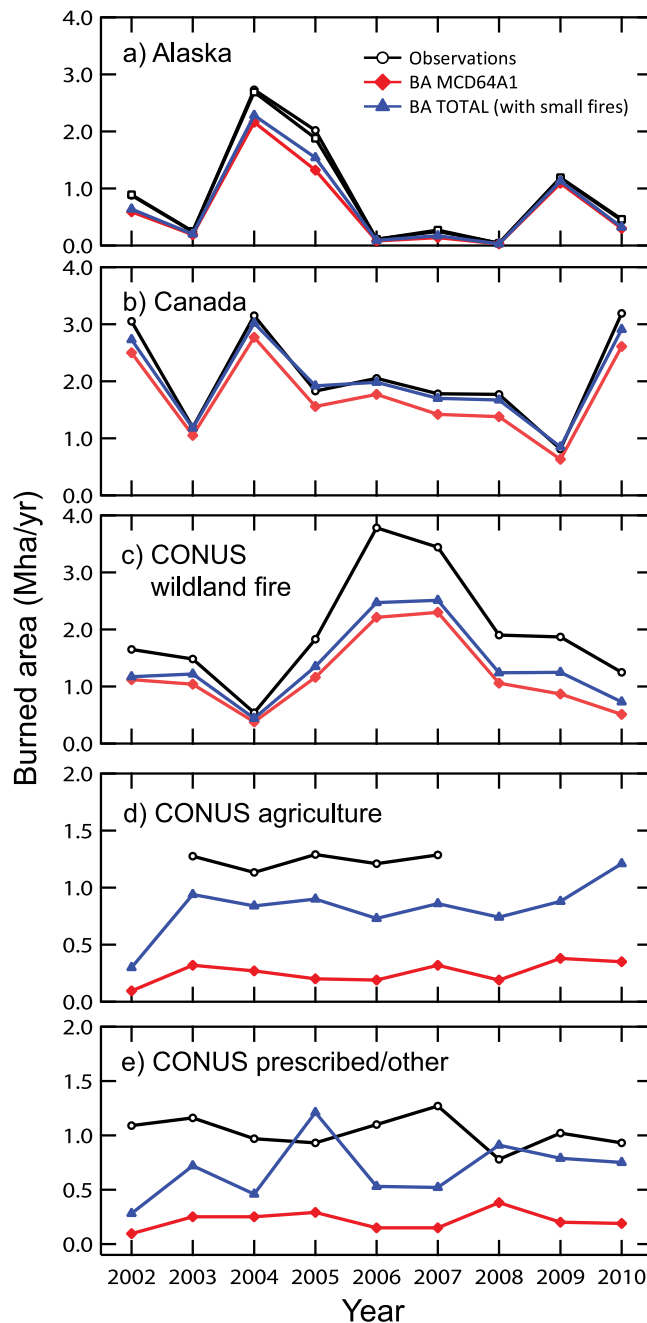 4.0
a) Alaska
Observations
BA MCD64A1
BA TOTAL (with small fires)
3.0
2.0
1.0
0.0
4.0
b) Canada
3.0
2.0
1.0
0.0
4.0
c) CONUS
wildland fire
3.0
2.0
1.0
0.0
Burned area (Mha/yr)
2.0
d) CONUS agriculture
1.5
1.0
0.5
0.0
2.0
e) CONUS prescribed/other
1.5
1.0
0.5
0.0
2002 2003 2004 2005 2006 2007 2008 2009 2010
Year